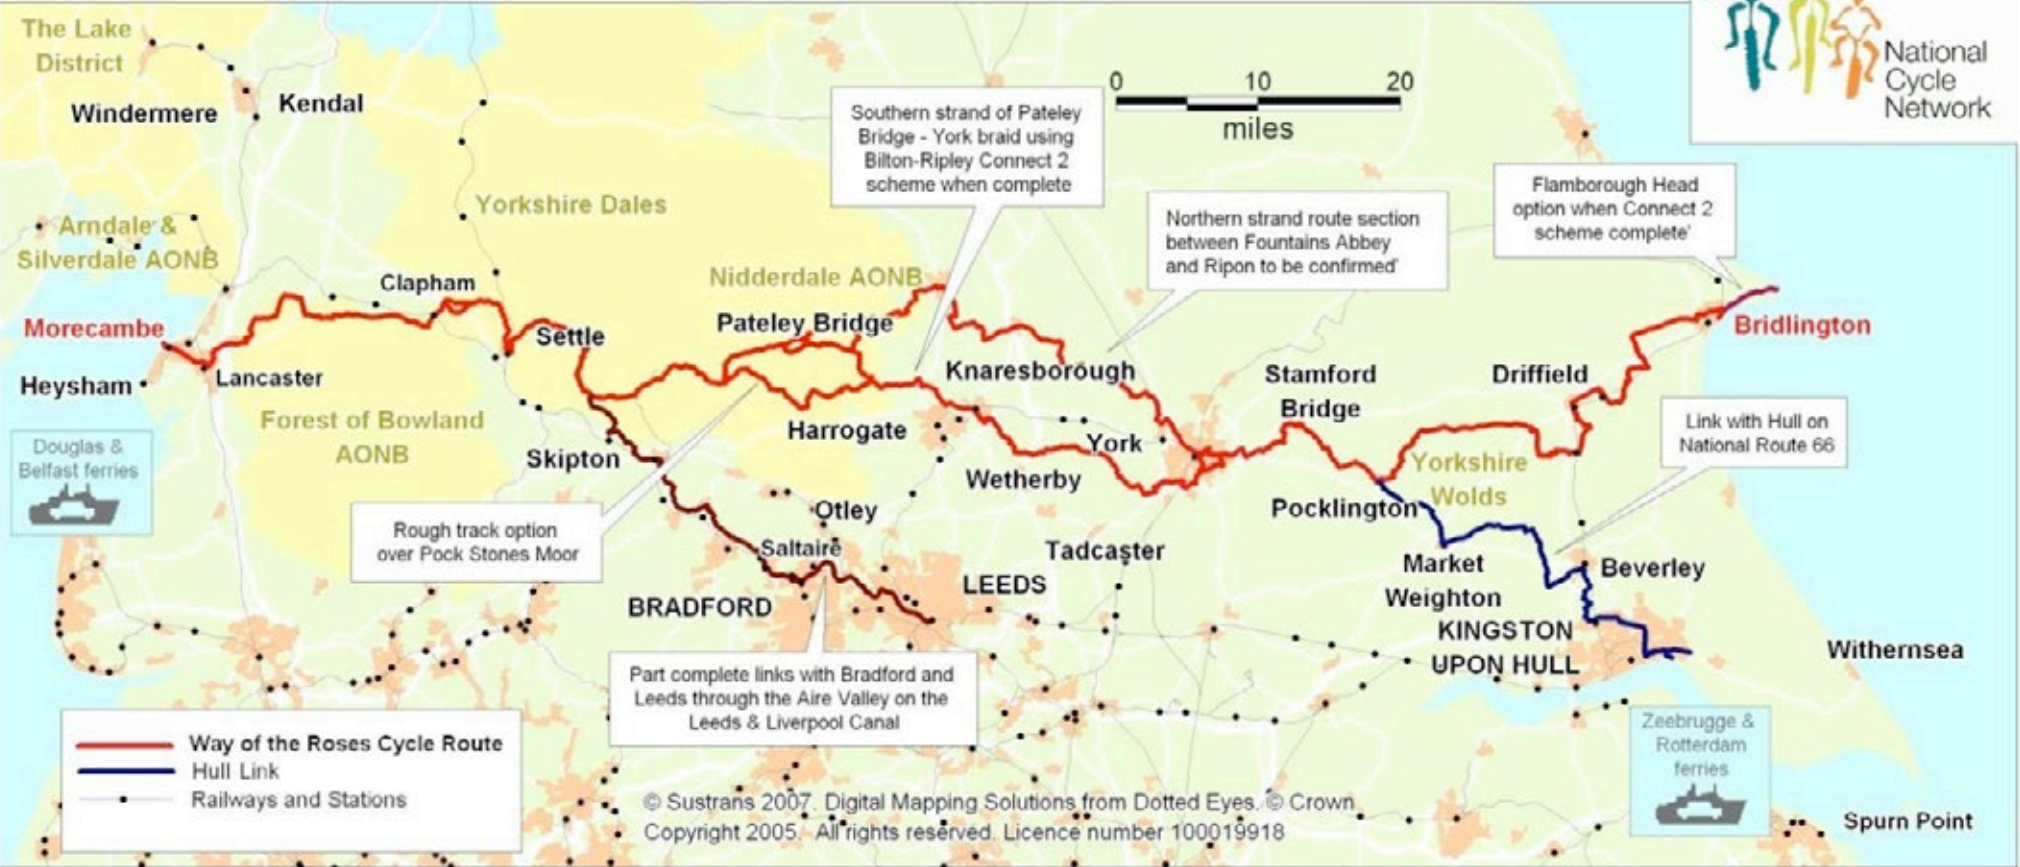 The Lake
District
Windermere
Kendal
Arndale &
Silverdale AONB
Yorkshire Dales
Southern strand of Pateley
Bridge - York braid using
Bilton-Ripley Connect 2
scheme when complete
0 10 20
miles
National
Cycle
Network
Northern strand route section
between Fountains Abbey
and Ripon to be confirmed'
Flamborough Head
option when Connect 2
scheme complete'
Clapham
Nidderdale AONB
Morecambe
Settle
Pateley Bridge
Bridlington
Heysham
Lancaster
Knaresborough
Stamford
Bridge
Driffield
Forest of Bowland
AONB
Harrogate
York
Link with Hull on
National Route 66
Douglas &
Belfast ferries
Skipton
Wetherby
Yorkshire
Wolds
Pocklington
Rough track option
over Pock Stones Moor
Otley
Saltaire
Tadcaster
Market
Weighton
Beverley
BRADFORD
LEEDS
KINGSTON
UPON HULL
Withernsea
Part complete links with Bradford and
Leeds through the Aire Valley on the
Leeds & Liverpool Canal
Zeebrugge &
Rotterdam
ferries
Way of the Roses Cycle Route
Hull Link
Railways and Stations
© Sustrans 2007. Digital Mapping Solutions from Dotted Eyes. © Crown
Copyright 2005. All rights reserved. Licence number 100019918
Spurn Point